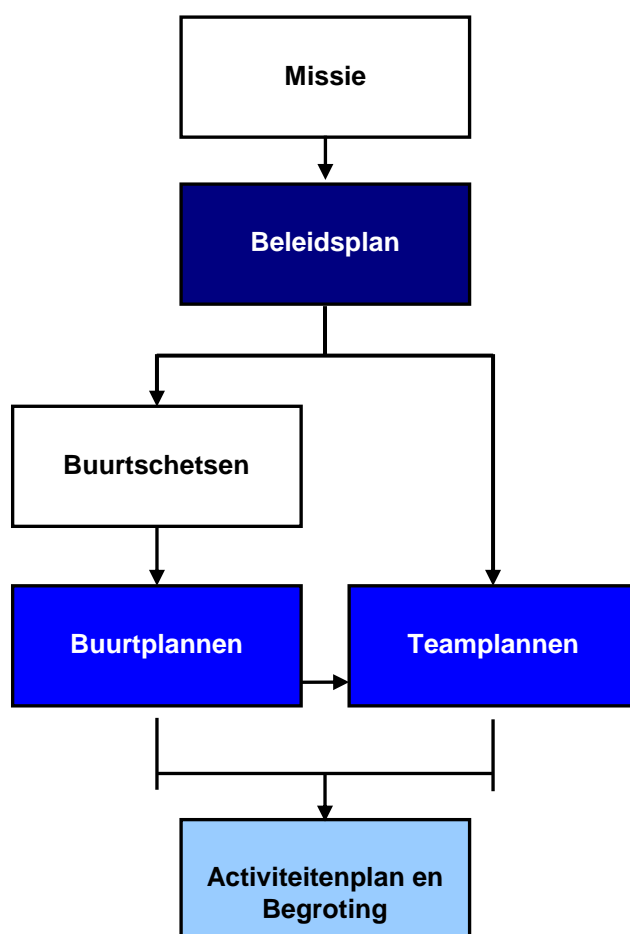 Missie
Beleidsplan
Buurtschetsen
Buurtplannen
Teamplannen
Activiteitenplan en
Begroting